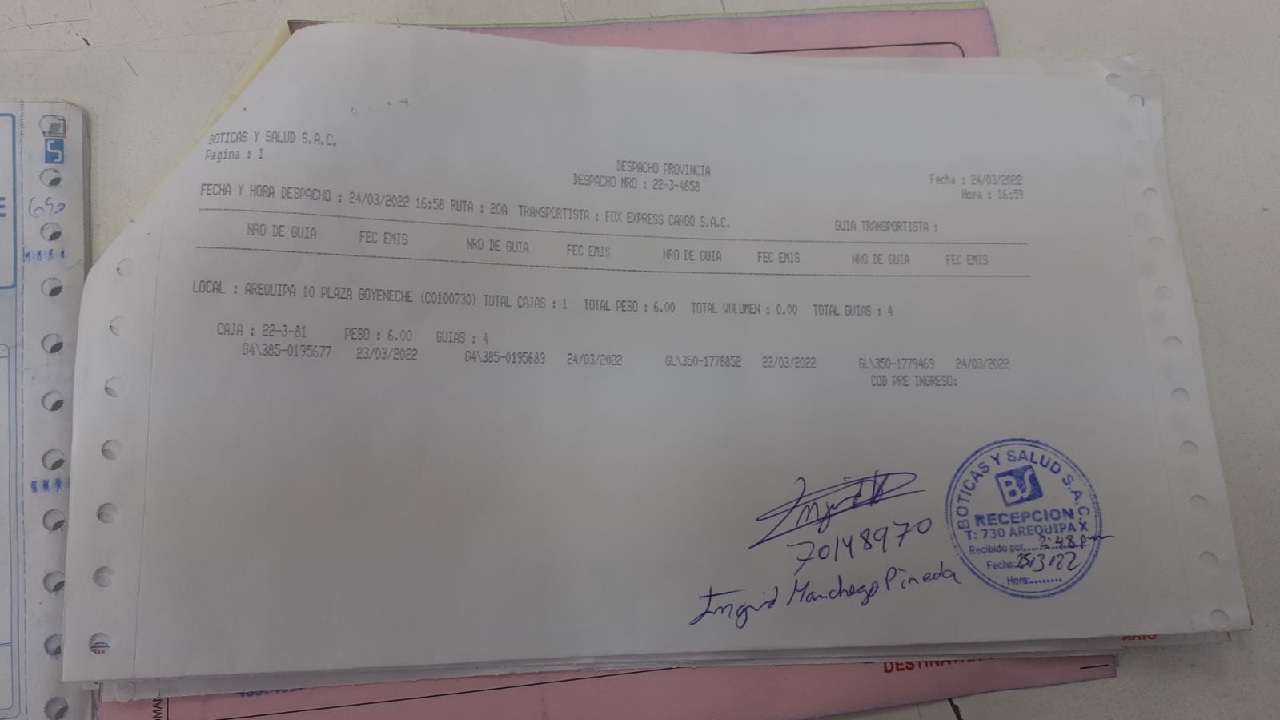 BOTICAS Y SALUD S.A.C.
Pagina : 1
DESPACHO PROVINCIA
DESPACHO NRO : 22-3-4658
Fecha : 24/03/2022
Hora : 16:59
FECHA Y HORA DESPACHO : 24/03/2022 16:58 RUTA : 20A TRANSPORTISTA : FOX EXPRESS CARGO S.A.C. GUIA TRANSPORTISTA :
NRO DE GUIA FEC EMIS NRO DE GUIA FEC EMIS NRO DE GUIA FEC EMIS NRO DE GUIA FEC EMIS
LOCAL : AREQUIPA 10 PLAZA GOYENECHE (C0100730) TOTAL CAJAS : 1 TOTAL PESO : 6.00 TOTAL VOLUMEN : 0.00 TOTAL GUIAS : 4
CAJA : 22-3-81 PESO : 6.00 GUIAS : 4
G4\385-0195677 23/03/2022 G4\385-0195689 24/03/2022 GL\350-1778852 23/03/2022 GL\350-1779469 24/03/2022
COD PRE INGRESO:
Ingrid
70148970
Ingrid Manchego Pineda
BOTICAS Y SALUD S.A.C.
BS
RECEPCION
T: 730 AREQUIPA X
Recibido por:..... 2:48 pm
Fecha: 25/3/22
Hora:........
690
S
DESTINATA